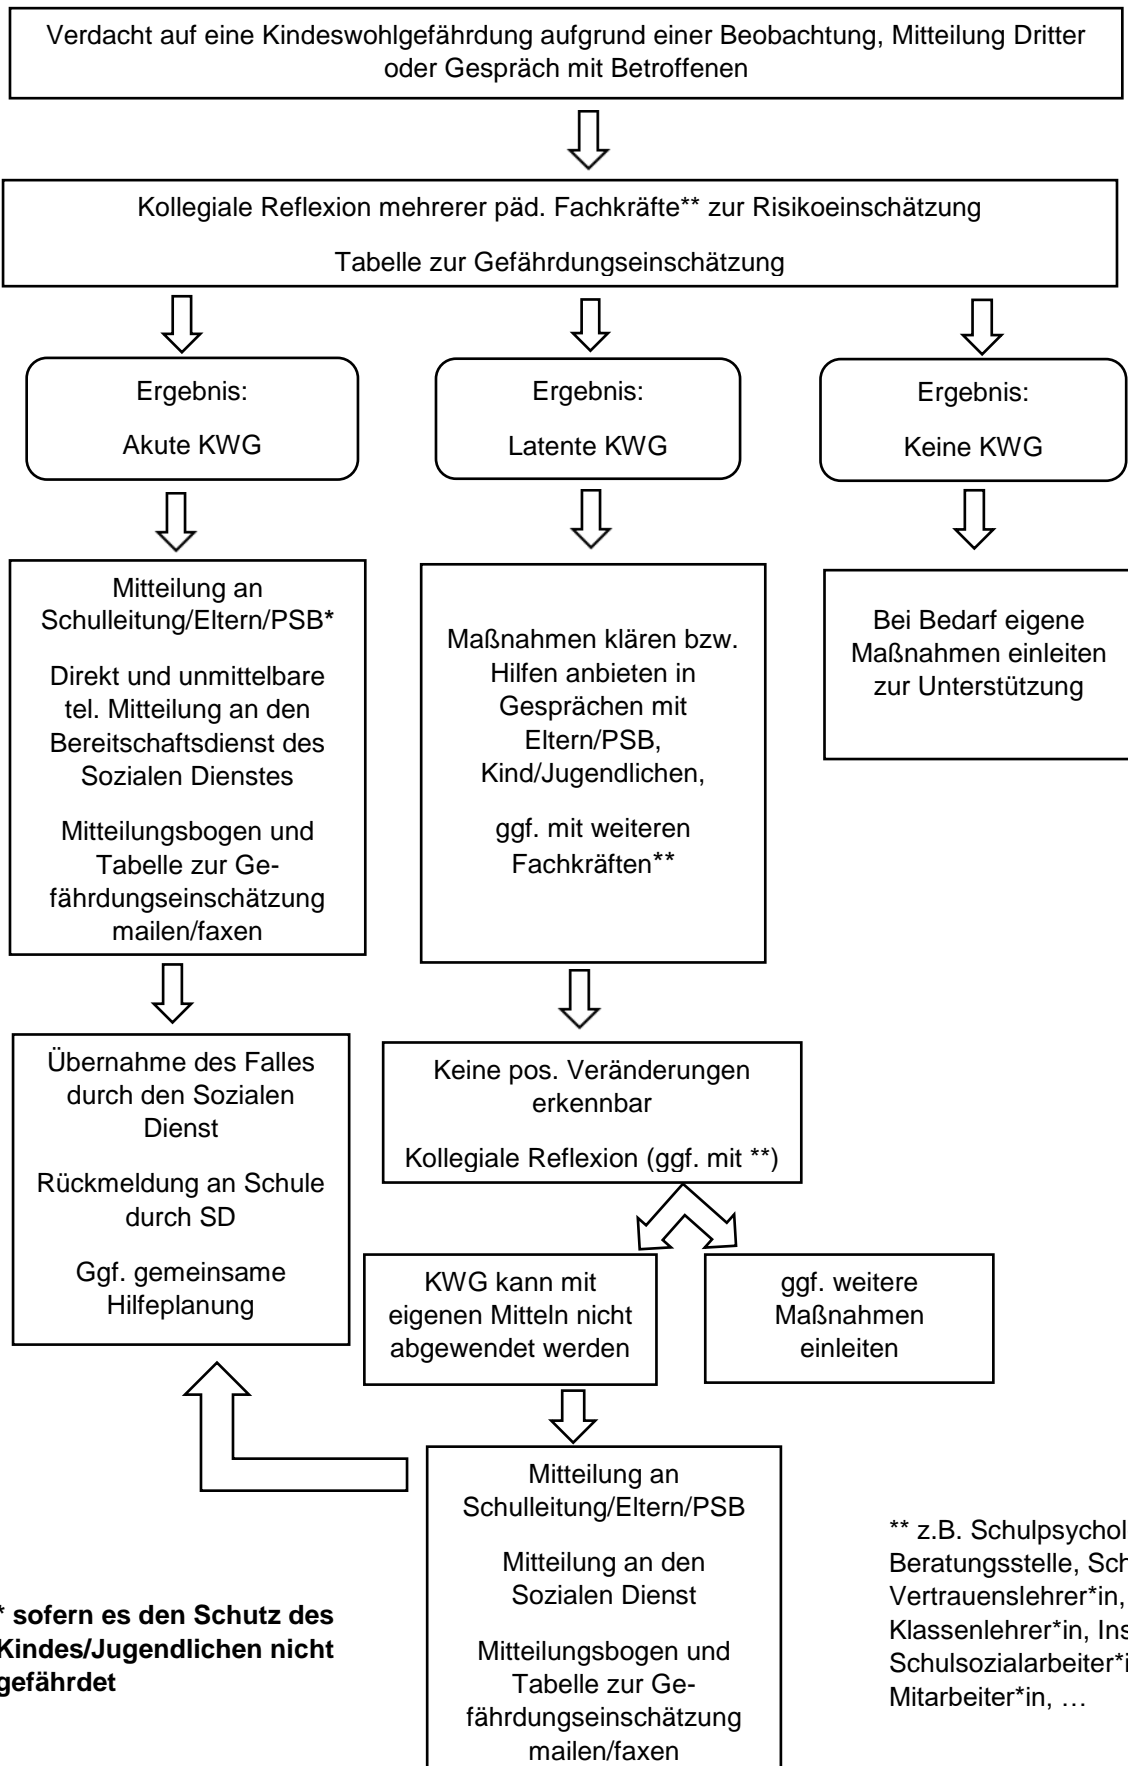 Verdacht auf eine Kindeswohlgefährdung aufgrund einer Beobachtung, Mitteilung Dritter
oder Gespräch mit Betroffenen
Kollegiale Reflexion mehrerer päd. Fachkräfte** zur Risikoeinschätzung
Tabelle zur Gefährdungseinschätzung
Ergebnis:
Akute KWG
Ergebnis:
Latente KWG
Ergebnis:
Keine KWG
Mitteilung an
Schulleitung/Eltern/PSB*
Direkt und unmittelbare
tel. Mitteilung an den
Bereitschaftsdienst des
Sozialen Dienstes
Mitteilungsbogen und
Tabelle zur Ge-
fährdungseinschätzung
mailen/faxen
Maßnahmen klären bzw.
Hilfen anbieten in
Gesprächen mit
Eltern/PSB,
Kind/Jugendlichen,
ggf. mit weiteren
Fachkräften**
Bei Bedarf eigene
Maßnahmen einleiten
zur Unterstützung
Übernahme des Falles
durch den Sozialen
Dienst
Rückmeldung an Schule
durch SD
Ggf. gemeinsame
Hilfeplanung
Keine pos. Veränderungen
erkennbar
Kollegiale Reflexion (ggf. mit **)
KWG kann mit
eigenen Mitteln nicht
abgewendet werden
ggf. weitere
Maßnahmen
einleiten
Mitteilung an
Schulleitung/Eltern/PSB
Mitteilung an den
Sozialen Dienst
Mitteilungsbogen und
Tabelle zur Ge-
fährdungseinschätzung
mailen/faxen
* sofern es den Schutz des
Kindes/Jugendlichen nicht
gefährdet
** z.B.
Beratungsstelle,
Vertrauenslehrer*in,
Klassenlehrer*in,
Mitarbeiter*in, …